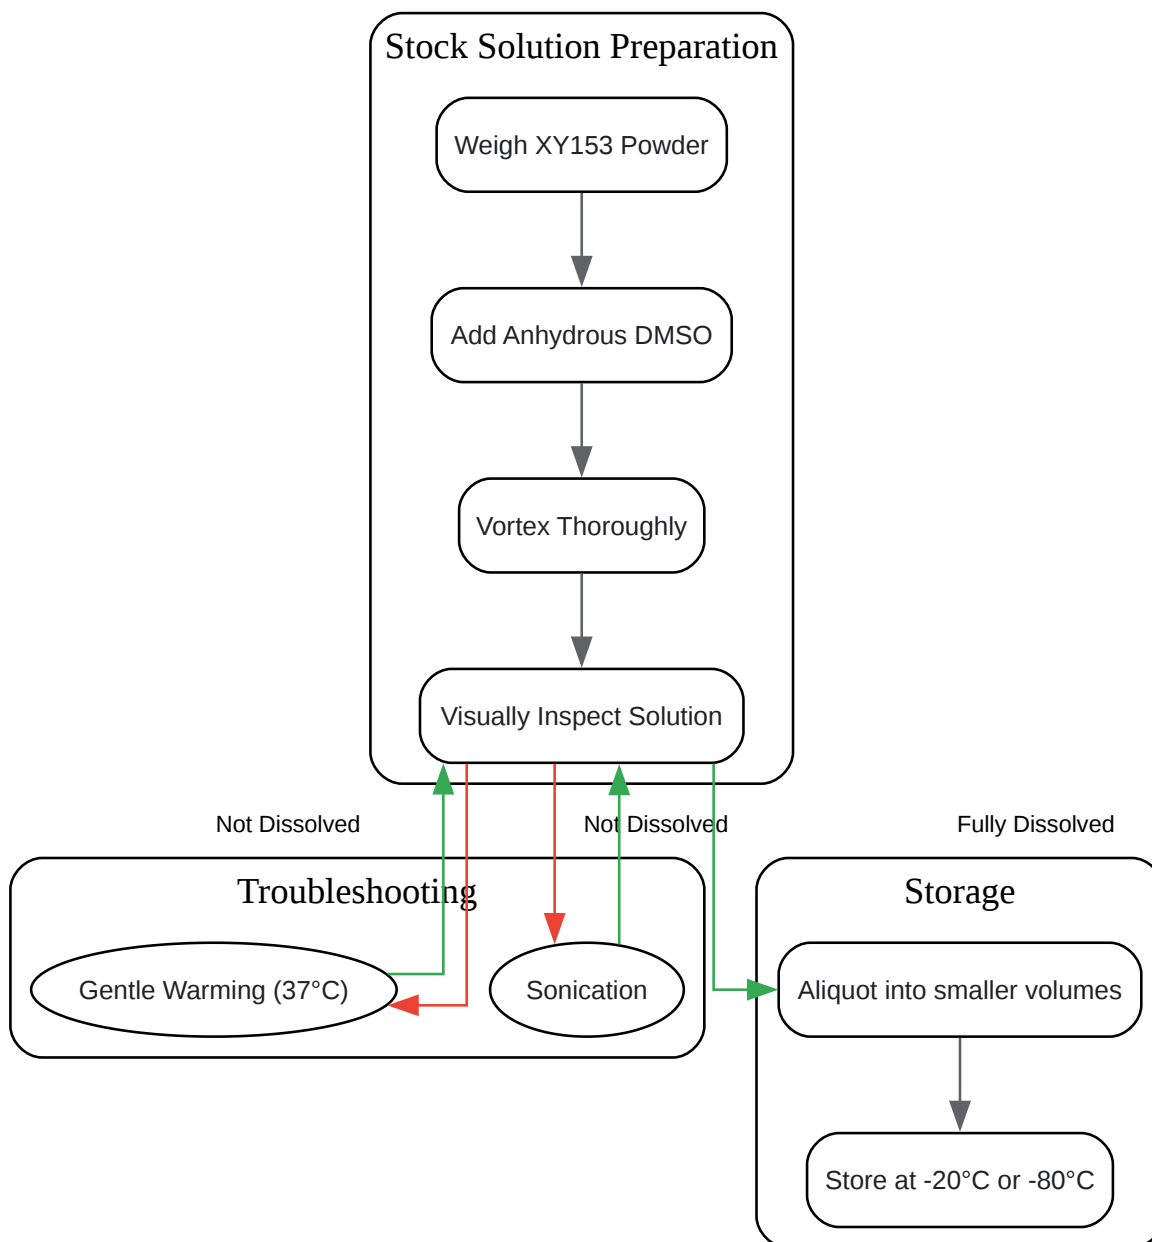 Stock Solution Preparation
Weigh XY153 Powder
Add Anhydrous DMSO
Vortex Thoroughly
Visually Inspect Solution
Not Dissolved
Not Dissolved
Fully Dissolved
Troubleshooting
Storage
Gentle Warming (37°C)
Sonication
Aliquot into smaller volumes
Store at -20°C or -80°C